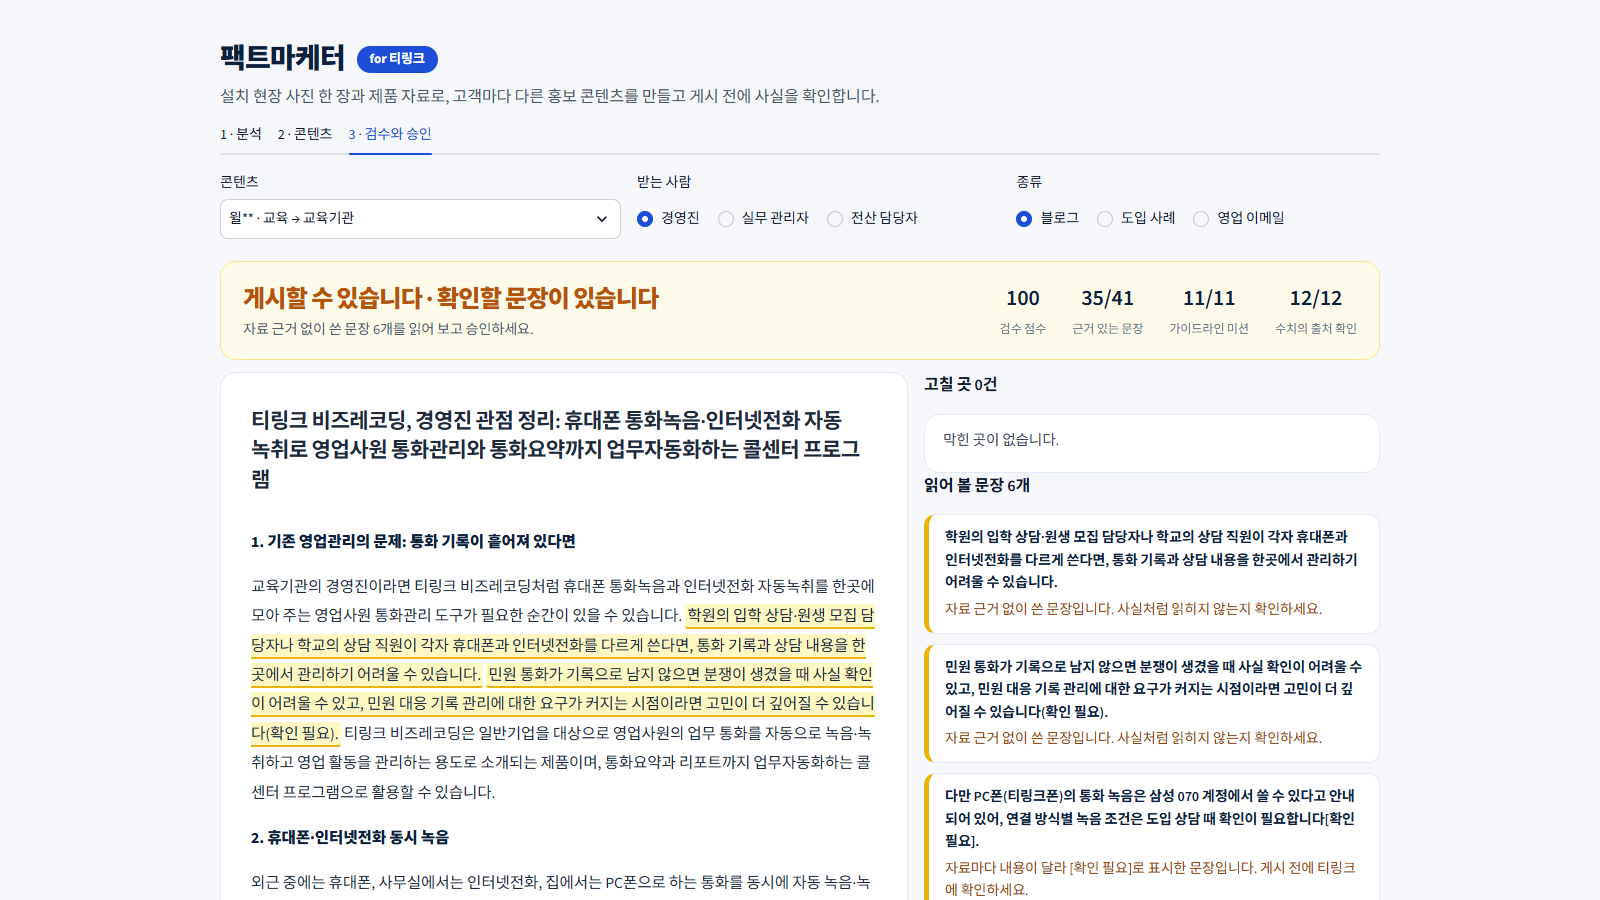 팩트마케터 for 티링크
설치 현장 사진 한 장과 제품 자료로, 고객마다 다른 홍보 콘텐츠를 만들고 게시 전에 사실을 확인합니다.
1 · 분석 2 · 콘텐츠 3 · 검수와 승인
콘텐츠
윌** · 교육 → 교육기관
받는 사람
경영진 실무 관리자 전산 담당자
종류
블로그 도입 사례 영업 이메일
게시할 수 있습니다 · 확인할 문장이 있습니다
자료 근거 없이 쓴 문장 6개를 읽어 보고 승인하세요.
100 35/41 11/11 12/12
검수 점수 근거 있는 문장 가이드라인 미션 수치의 출처 확인
티링크 비즈레코딩, 경영진 관점 정리: 휴대폰 통화녹음·인터넷전화 자동
녹취로 영업사원 통화관리와 통화요약까지 업무자동화하는 콜센터 프로그
램
1. 기존 영업관리의 문제: 통화 기록이 흩어져 있다면
교육기관의 경영진이라면 티링크 비즈레코딩처럼 휴대폰 통화녹음과 인터넷전화 자동녹취를 한곳에
모아 주는 영업사원 통화관리 도구가 필요한 순간이 있을 수 있습니다. 학원의 입학 상담·원생 모집 담
당자나 학교의 상담 직원이 각자 휴대폰과 인터넷전화를 다르게 쓴다면, 통화 기록과 상담 내용을 한
곳에서 관리하기 어려울 수 있습니다. 민원 통화가 기록으로 남지 않으면 분쟁이 생겼을 때 사실 확인
이 어려울 수 있고, 민원 대응 기록 관리에 대한 요구가 커지는 시점이라면 고민이 더 깊어질 수 있습니
다(확인 필요). 티링크 비즈레코딩은 일반기업을 대상으로 영업사원의 업무 통화를 자동으로 녹음·녹
취하고 영업 활동을 관리하는 용도로 소개되는 제품이며, 통화요약과 리포트까지 업무자동화하는 콜
센터 프로그램으로 활용할 수 있습니다.
2. 휴대폰·인터넷전화 동시 녹음
외근 중에는 휴대폰, 사무실에서는 인터넷전화, 집에서는 PC폰으로 하는 통화를 동시에 자동 녹음·녹
고칠 곳 0건
막힌 곳이 없습니다.
읽어 볼 문장 6개
학원의 입학 상담·원생 모집 담당자나 학교의 상담 직원이 각자 휴대폰과
인터넷전화를 다르게 쓴다면, 통화 기록과 상담 내용을 한곳에서 관리하기
어려울 수 있습니다.
자료 근거 없이 쓴 문장입니다. 사실처럼 읽히지 않는지 확인하세요.
민원 통화가 기록으로 남지 않으면 분쟁이 생겼을 때 사실 확인이 어려울 수
있고, 민원 대응 기록 관리에 대한 요구가 커지는 시점이라면 고민이 더 깊
어질 수 있습니다(확인 필요).
자료 근거 없이 쓴 문장입니다. 사실처럼 읽히지 않는지 확인하세요.
다만 PC폰(티링크폰)의 통화 녹음은 삼성 070 계정에서 쓸 수 있다고 안내
되어 있어, 연결 방식별 녹음 조건은 도입 상담 때 확인이 필요합니다[확인
필요].
자료마다 내용이 달라 [확인 필요]로 표시한 문장입니다. 게시 전에 티링크
에 확인하세요.